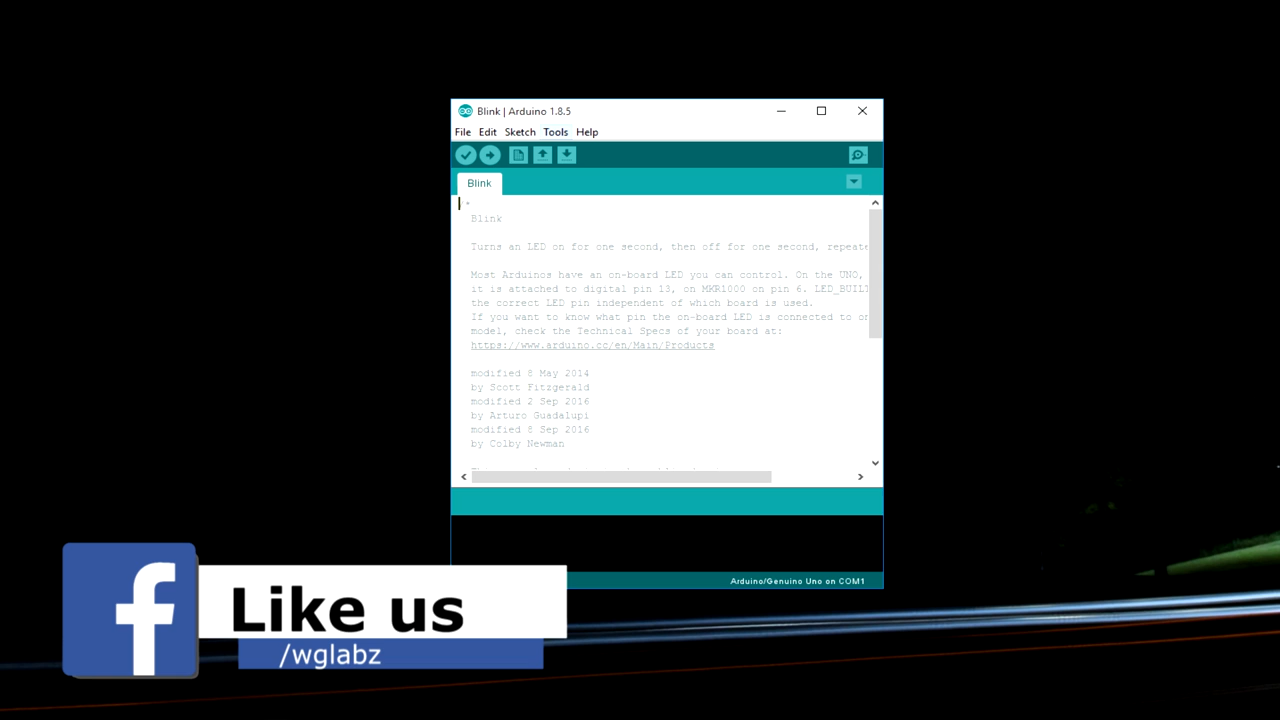 Blink | Arduino 1.8.5
File Edit Sketch Tools Help
Blink
Blink
Turns an LED on for one second, then off for one second,
Most Arduinos have an on-board LED you can control. On the UNO,
it is attached to digital pin 13, on MKR1000 on pin 6.
the correct LED pin independent of which board is used.
If you want to know what pin the on-board LED is connected to
model, check the Technical Specs of your board at:
https://www.arduino.cc/en/Main/Products
modified 8 May 2014
by Scott Fitzgerald
modified 2 Sep 2016
by Arturo Guadalupi
modified 8 Sep 2016
by Colby Newman
Arduino/Genuino Uno on COM1
f
Like us
/wglabz